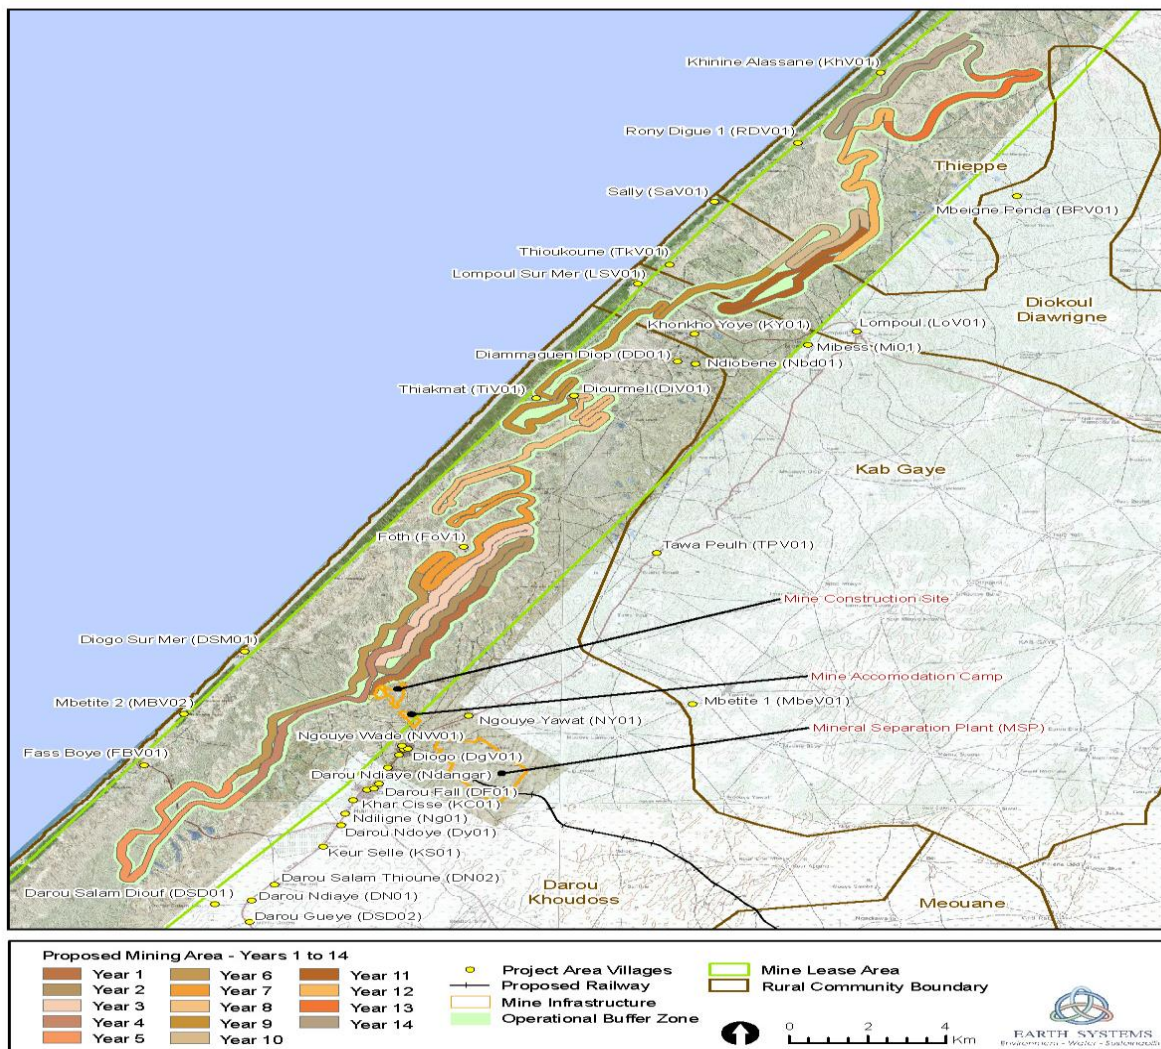 Khinine Alassane (KhV01)
Rony Digue 1 (RDV01)
Thieppe
Sally (SaV01)
Mbeigne Penda (BPV01)
Thioukoune (TkV01)
Lompoul Sur Mer (LSV01)
Diokoul
Diawrigne
Khonkho Yoye (KY01)
Lompoul (LoV01)
Mibess (Mi01)
Diammaguen Diop (DD01)
Ndiobene (Nbd01)
Thiakmat (TiV01)
Diourmel (DiV01)
Kab Gaye
Foth (FoV1)
Tawa Peulh (TPV01)
Mine Construction Site
Diogo Sur Mer (DSM01)
KAB GAYE
Mine Accomodation Camp
Mbetite 2 (MBV02)
Mbetite 1 (MbeV01)
Ngouye Yawat (NY01)
Mineral Separation Plant (MSP)
Ngouye Wade (NW01)
Fass Boye (FBV01)
Diogo (DgV01)
Darou Ndiaye (Ndangar)
Darou Fall (DF01)
Khar Cisse (KC01)
Ndiligne (Ng01)
Darou Ndoye (Dy01)
Keur Selle (KS01)
Darou Salam Thioune (DN02)
Darou Salam Diouf (DSD01)
Darou Ndiaye (DN01)
Darou Gueye (DSD02)
Darou
Khoudoss
Meouane
Proposed Mining Area - Years 1 to 14
Year 1
Year 2
Year 3
Year 4
Year 5
Year 6
Year 7
Year 8
Year 9
Year 10
Year 11
Year 12
Year 13
Year 14
Project Area Villages
Proposed Railway
Mine Infrastructure
Operational Buffer Zone
Mine Lease Area
Rural Community Boundary
0 2 4
Km
EARTH SYSTEMS
Environment - Water - Sustainability